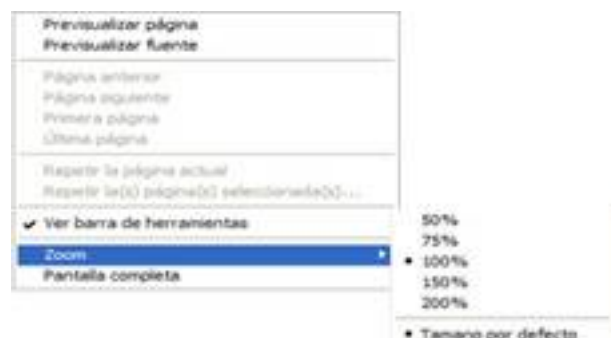 Previsualizar página
Previsualizar fuente
Página anterior
Página siguiente
Primera página
Última página
Repetir la página actual
Repetir la(s) página(s) seleccionada(s)...
Ver barra de herramientas
Zoom
Pantalla completa
50%
75%
100%
150%
200%
Tamano por defecto